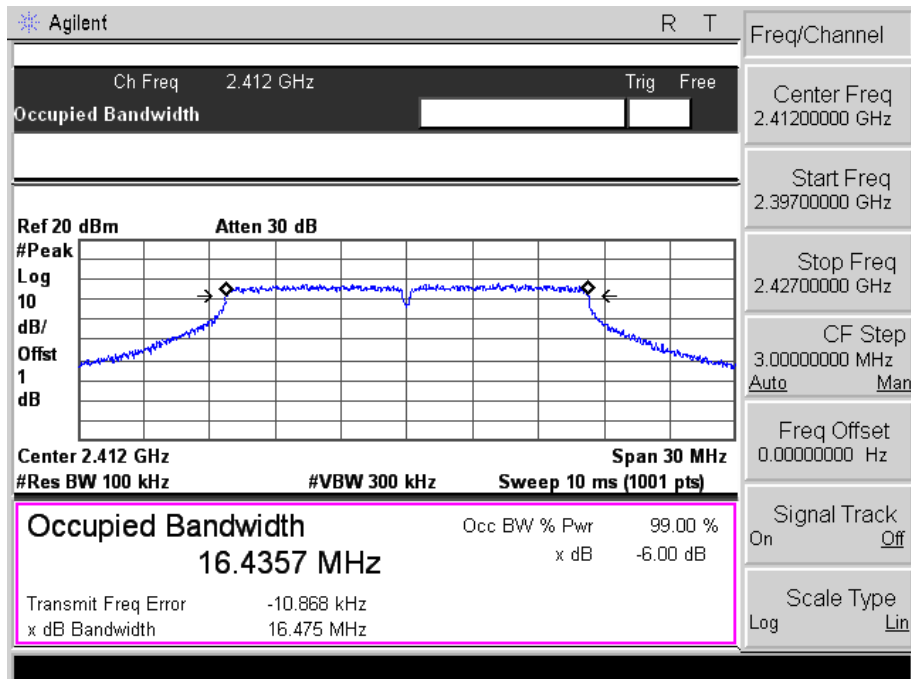 Agilent R T
Ch Freq 2.412 GHz Trig Free
Occupied Bandwidth
Ref 20 dBm Atten 30 dB
#Peak
Log
10
dB/
Offst
1
dB
Center 2.412 GHz Span 30 MHz
#Res BW 100 kHz #VBW 300 kHz Sweep 10 ms (1001 pts)
Occupied Bandwidth
16.4357 MHz
Occ BW % Pwr 99.00 %
x dB -6.00 dB
Transmit Freq Error -10.868 kHz
x dB Bandwidth 16.475 MHz
Freq/Channel
Center Freq
2.41200000 GHz
Start Freq
2.39700000 GHz
Stop Freq
2.42700000 GHz
CF Step
3.00000000 MHz
Auto Man
Freq Offset
0.00000000 Hz
Signal Track
On Off
Scale Type
Log Lin